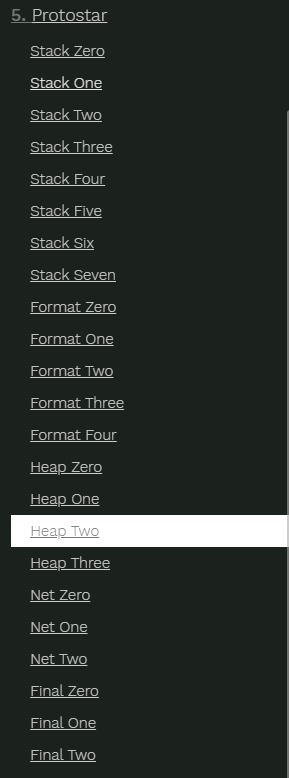 5. Protostar
Stack Zero
Stack One
Stack Two
Stack Three
Stack Four
Stack Five
Stack Six
Stack Seven
Format Zero
Format One
Format Two
Format Three
Format Four
Heap Zero
Heap One
Heap Two
Heap Three
Net Zero
Net One
Net Two
Final Zero
Final One
Final Two